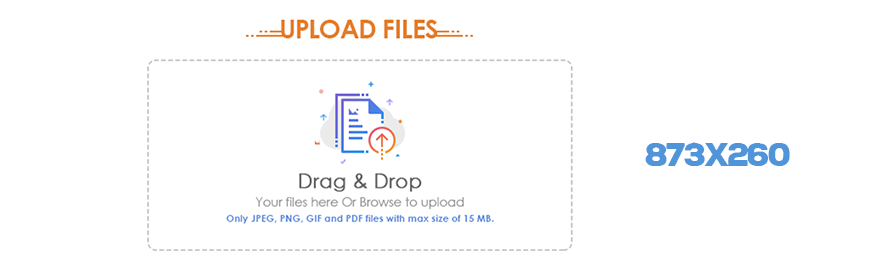 UPLOAD FILES
Drag & Drop
Your files here Or Browse to upload
Only JPEG, PNG, GIF and PDF files with max size of 15 MB.
873X260